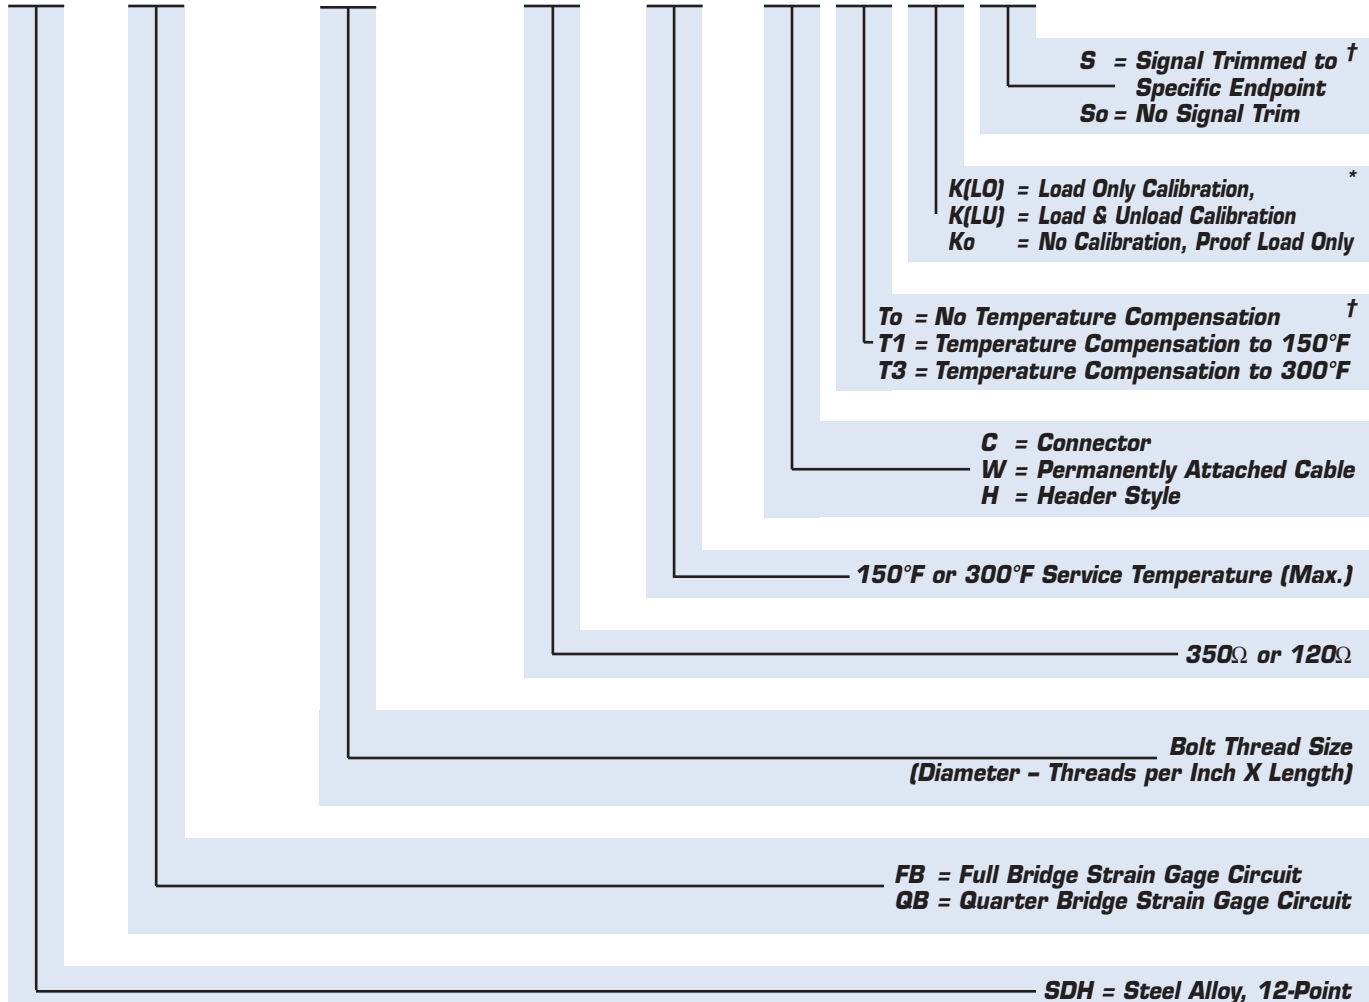 S = Signal Trimmed to †
Specific Endpoint
So = No Signal Trim
K(LO) = Load Only Calibration, *
K(LU) = Load & Unload Calibration
Ko = No Calibration, Proof Load Only
To = No Temperature Compensation †
T1 = Temperature Compensation to 150°F
T3 = Temperature Compensation to 300°F
C = Connector
W = Permanently Attached Cable
H = Header Style
150°F or 300°F Service Temperature (Max.)
350Ω or 120Ω
Bolt Thread Size
(Diameter – Threads per Inch X Length)
FB = Full Bridge Strain Gage Circuit
QB = Quarter Bridge Strain Gage Circuit
SDH = Steel Alloy, 12-Point